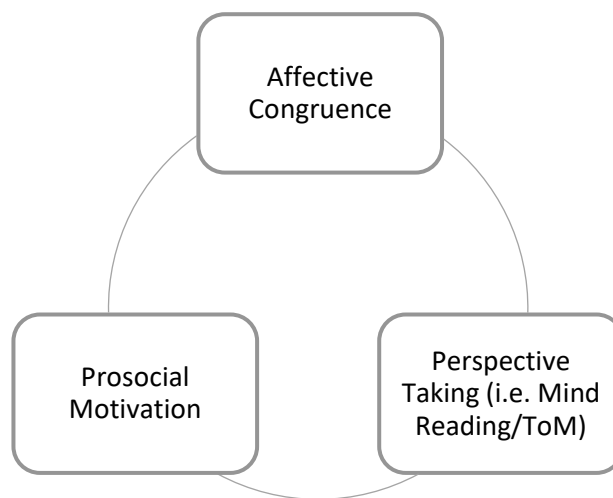 Affective
Congruence
Prosocial
Motivation
Perspective
Taking (i.e. Mind
Reading/ToM)